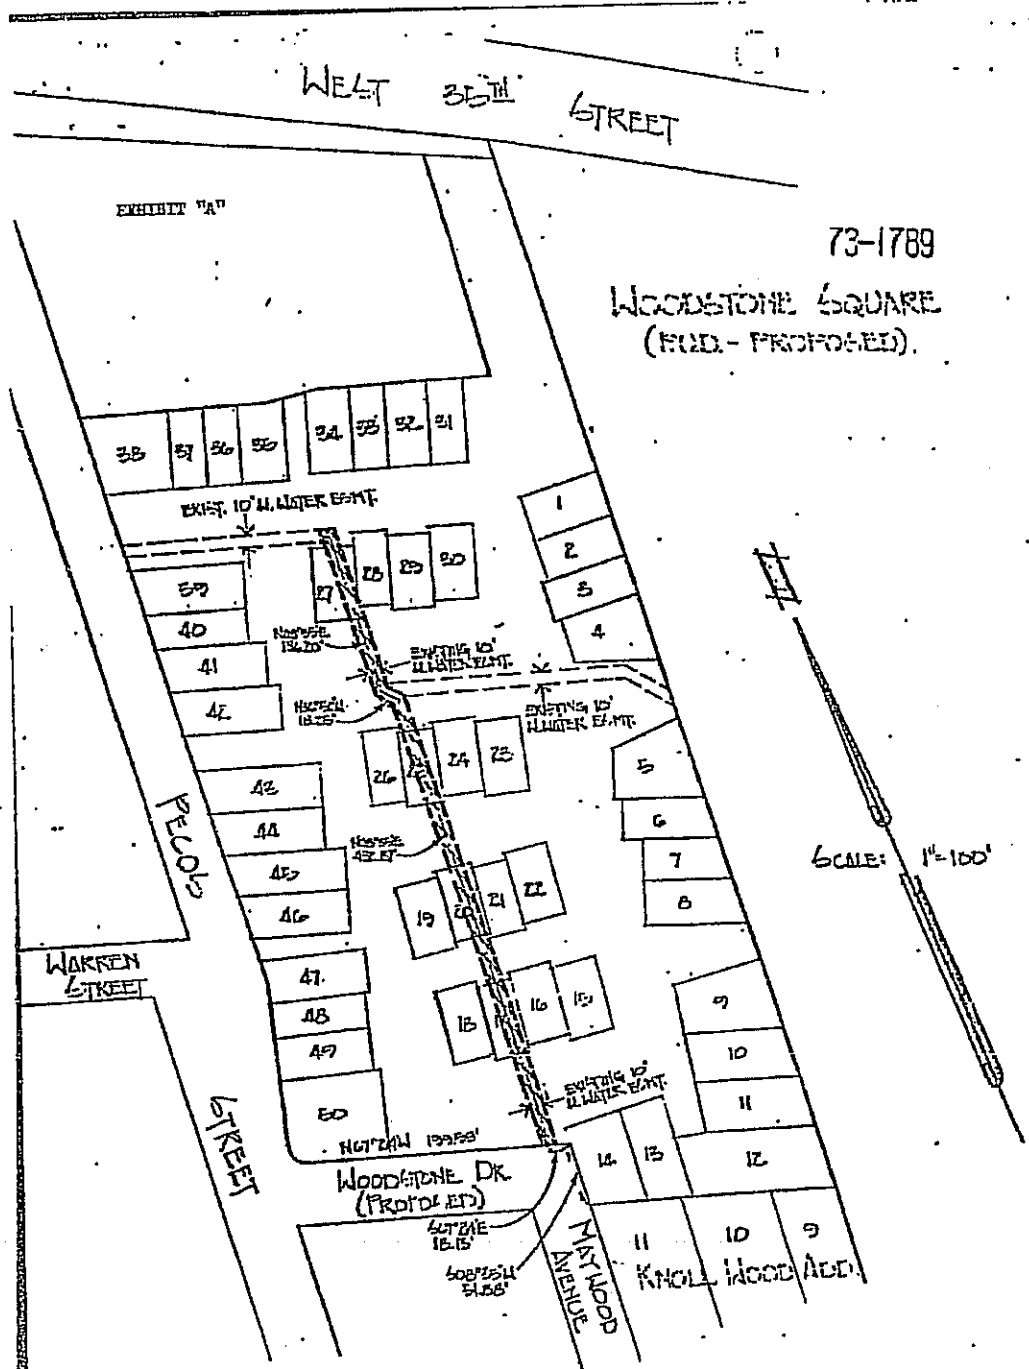 WEST 35TH STREET
EXHIBIT "A"
73-1789
WOODSTONE SQUARE
(P.U.D.- PROPOSED).
38 37 36 35 34 33 32 31
EXIST. 10' U. WATER ESMT.
1
2
3
4
27 28 29 30
39
40
41
42
EXISTING 10'
U. WATER ESMT.
EXISTING 10'
U. WATER ESMT.
26 24 23
5
6
7
8
43
44
45
46
SCALE: 1"=100'
PECOS STREET
19 20 21 22
WARREN
STREET
47
48
49
50
18 16 15
9
10
11
12
EXISTING 10'
U. WATER ESMT.
14 13
WOODSTONE DR.
(PROPOSED)
MAYWOOD
AVENUE
11 10 9
KNOLL WOOD ADD.